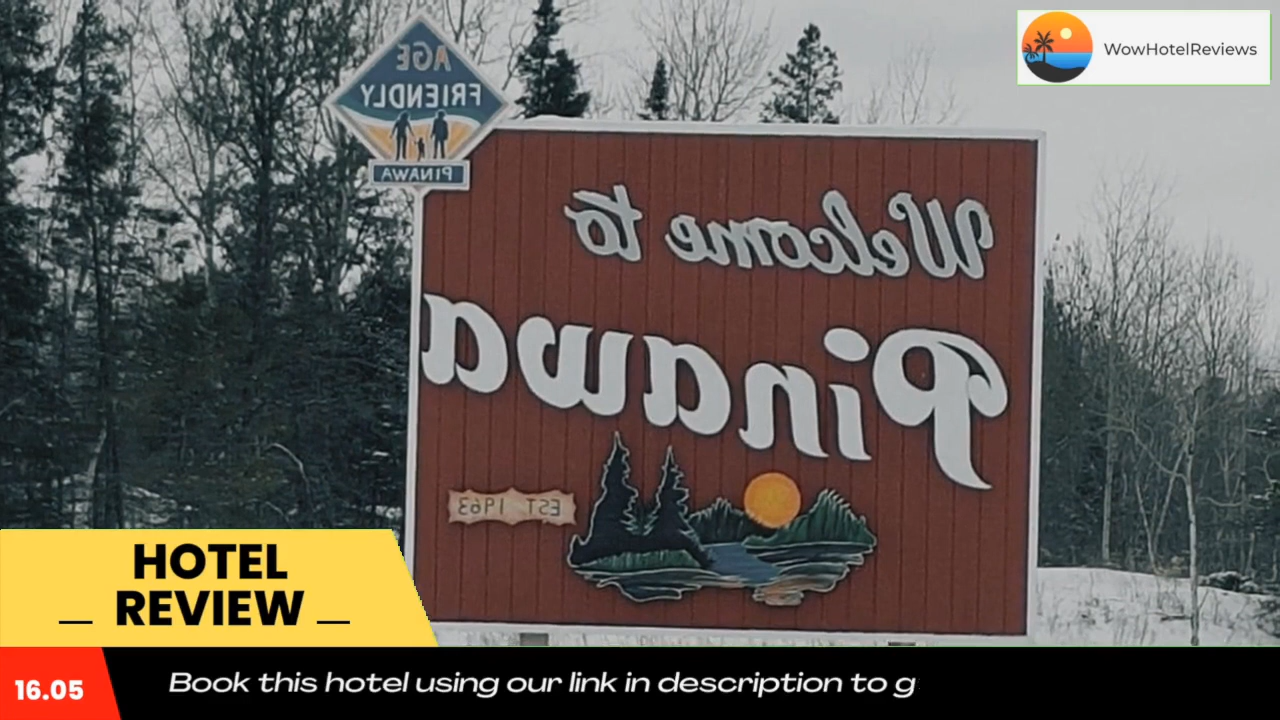 AGE
FRIENDLY
PINAWA
WowHotelReviews
Welcome to
Pinawa
EST 1963
HOTEL
REVIEW
16.05
Book this hotel using our link in description to g